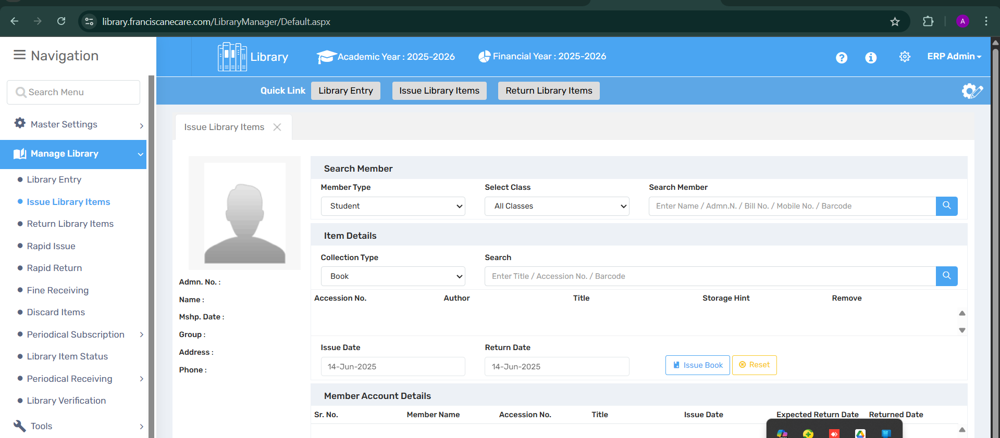 library.franciscanecare.com/LibraryManager/Default.aspx
A
Navigation
Search Menu
Master Settings
Manage Library
Library Entry
Issue Library Items
Return Library Items
Rapid Issue
Rapid Return
Fine Receiving
Discard Items
Periodical Subscription
Library Item Status
Periodical Receiving
Library Verification
Tools
Library
Academic Year : 2025-2026
Financial Year : 2025-2026
ERP Admin
Quick Link
Library Entry
Issue Library Items
Return Library Items
Issue Library Items
Admn. No. :
Name :
Mshp. Date :
Group :
Address :
Phone :
Search Member
Member Type
Select Class
Search Member
Student
All Classes
Enter Name / Admn.N. / Bill No. / Mobile No. / Barcode
Item Details
Collection Type
Search
Book
Enter Title / Accession No. / Barcode
Accession No.
Author
Title
Storage Hint
Remove
Issue Date
Return Date
14-Jun-2025
14-Jun-2025
Issue Book
Reset
Member Account Details
Sr. No.
Member Name
Accession No.
Title
Issue Date
Expected Return Date
Returned Date